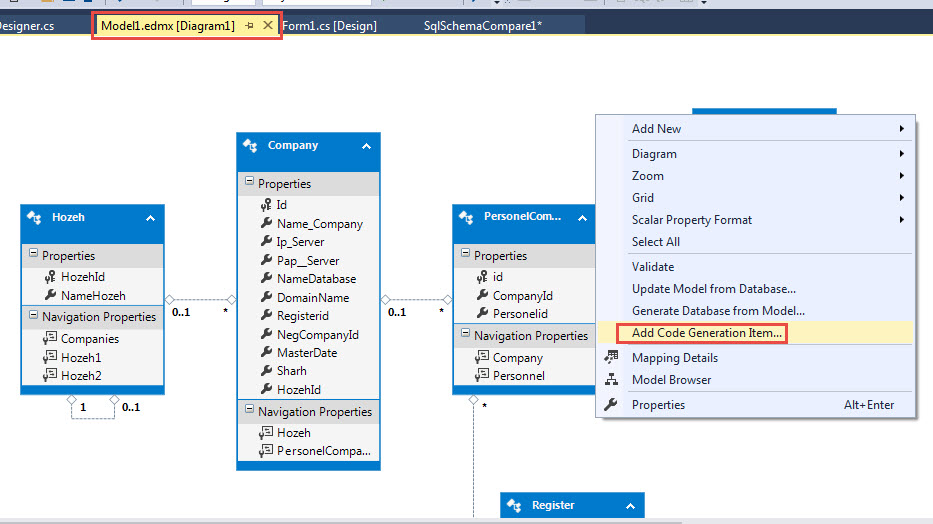 Designer.cs
Model1.edmx [Diagram1]
Form1.cs [Design]
SqlSchemaCompare1*
Hozeh
Properties
HozehId
NameHozeh
Navigation Properties
Companies
Hozeh1
Hozeh2
1
0..1
0..1
*
Company
Properties
Id
Name_Company
Ip_Server
Pap__Server
NameDatabase
DomainName
Registerid
NegCompanyId
MasterDate
Sharh
HozehId
Navigation Properties
Hozeh
PersonelCompa...
0..1
*
PersonelCom...
Properties
id
CompanyId
Personelid
Navigation Properties
Company
Personnel
*
Register
Add New
Diagram
Zoom
Grid
Scalar Property Format
Select All
Validate
Update Model from Database...
Generate Database from Model...
Add Code Generation Item...
Mapping Details
Model Browser
Properties Alt+Enter